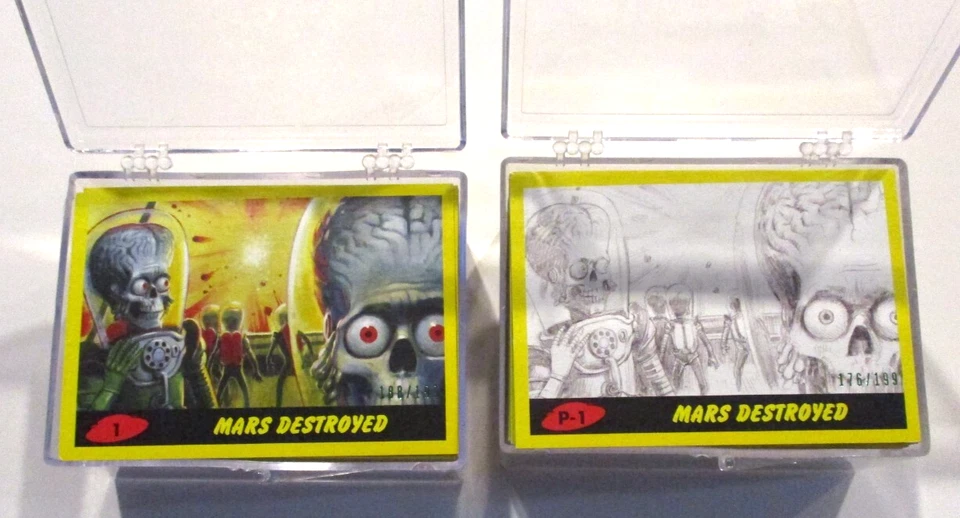 1
MARS DESTROYED
176/199
P-1
MARS DESTROYED